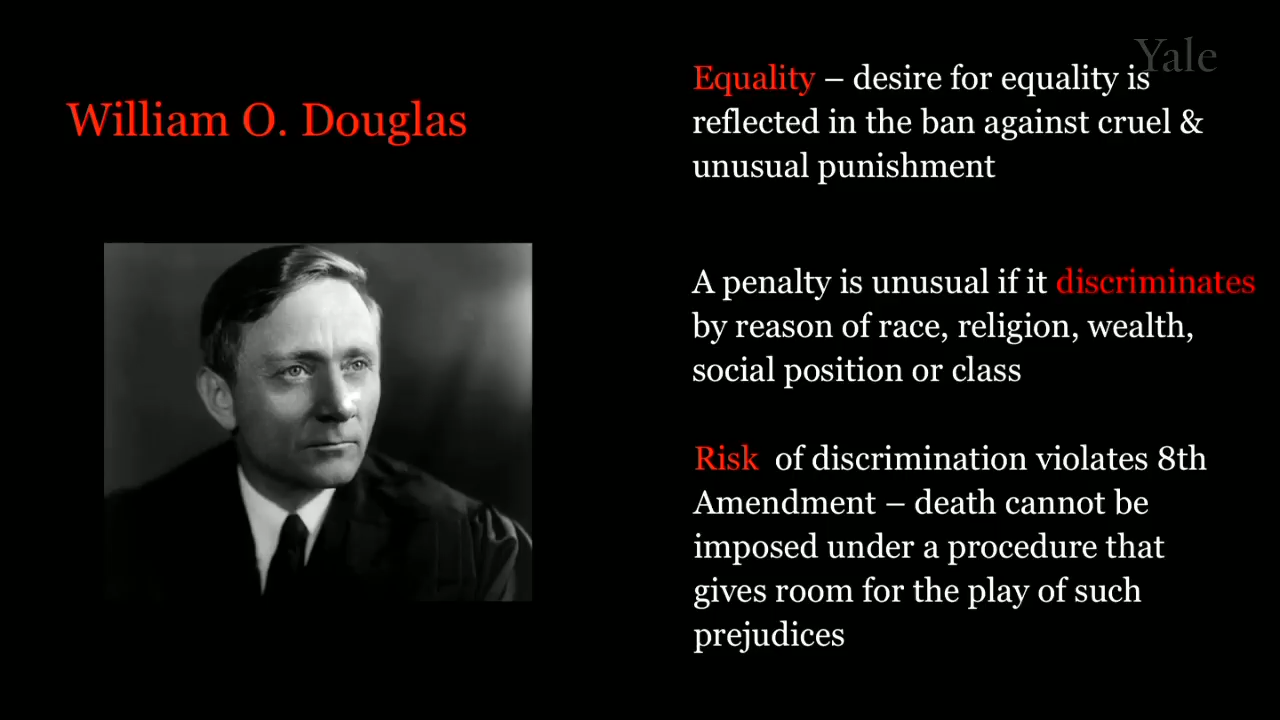 Yale
William O. Douglas
Equality – desire for equality is
reflected in the ban against cruel &
unusual punishment
A penalty is unusual if it discriminates
by reason of race, religion, wealth,
social position or class
Risk of discrimination violates 8th
Amendment – death cannot be
imposed under a procedure that
gives room for the play of such
prejudices